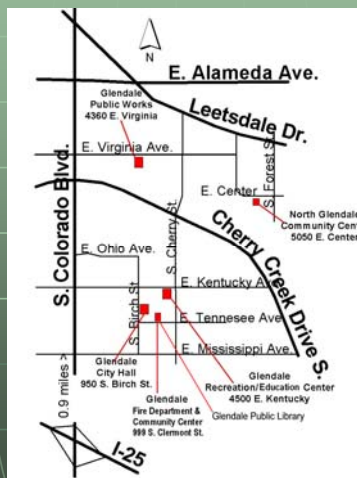 N
E. Alameda Ave.
Glendale
Public Works
4360 E. Virginia
Leetsdale Dr.
E. Virginia Ave.
S. Forest St.
E. Center
S. Colorado Blvd.
S. Cherry St.
North Glendale
Community Cent
5050 E. Center
Cherry Creek Drive S.
E. Ohio Ave.
E. Kentucky Ave
S. Birch St.
E. Tennesee Ave.
E. Mississippi Ave.
Glendale
City Hall
950 S. Birch St.
Glendale
Recreation/Education Center
4500 E. Kentucky
Glendale
Fire Department &
Community Center
999 S. Clermont St.
Glendale Public Library
0.9 miles >
I-25